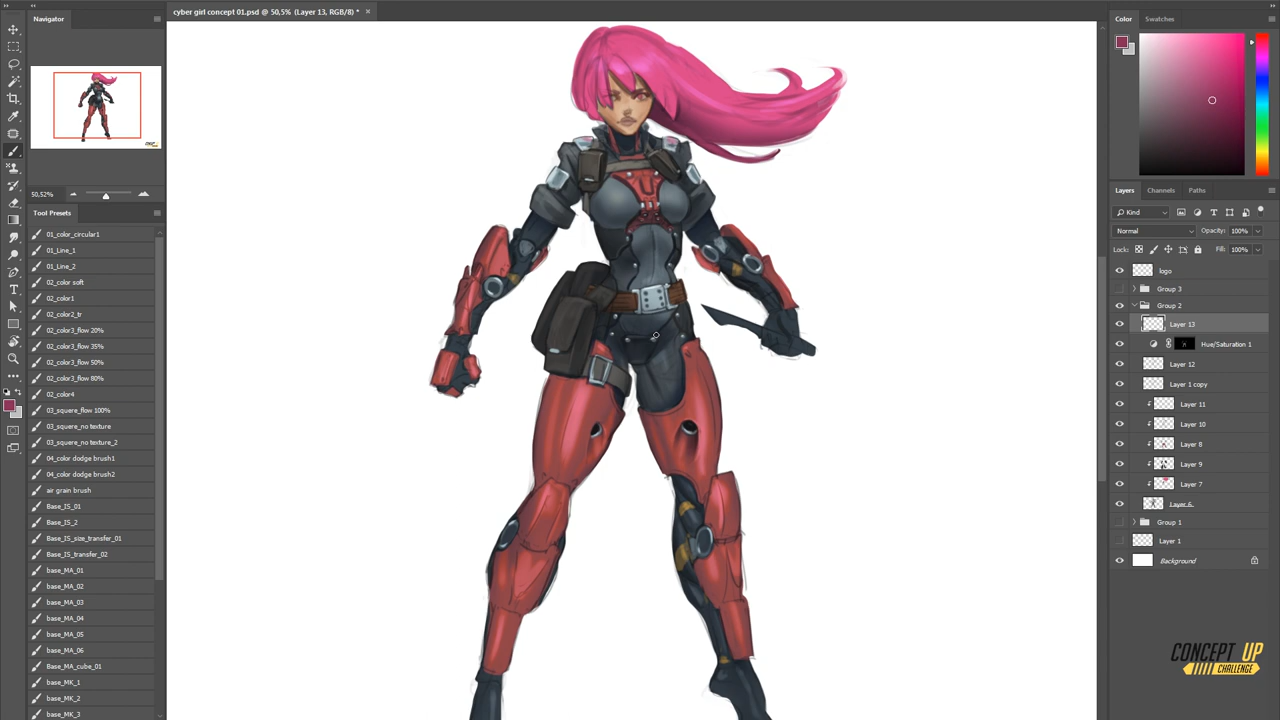 cyber girl concept 01.psd @ 50,5% (Layer 13, RGB/8) *
Navigator
50,52%
Tool Presets
01_color_circular1
01_Line_1
01_Line_2
02_color soft
02_color1
02_color2_tr
02_color3_flow 20%
02_color3_flow 35%
02_color3_flow 50%
02_color3_flow 80%
02_color4
03_squere_flow 100%
03_squere_no texture
03_squere_no texture_2
04_color dodge brush1
04_color dodge brush2
air grain brush
Base_IS_01
Base_IS_2
Base_IS_size_transfer_01
Base_IS_transfer_02
base_MA_01
base_MA_02
base_MA_03
base_MA_04
base_MA_05
base_MA_06
base_MA_cube_01
base_MK_1
base_MK_2
base_MK_3
Color Swatches
Layers Channels Paths
Kind
Normal Opacity: 100%
Lock: Fill: 100%
logo
Group 3
Group 2
Layer 13
Hue/Saturation 1
Layer 12
Layer 1 copy
Layer 11
Layer 10
Layer 8
Layer 9
Layer 7
Layer 6
Group 1
Layer 1
Background
CONCEPT UP
CHALLENGE